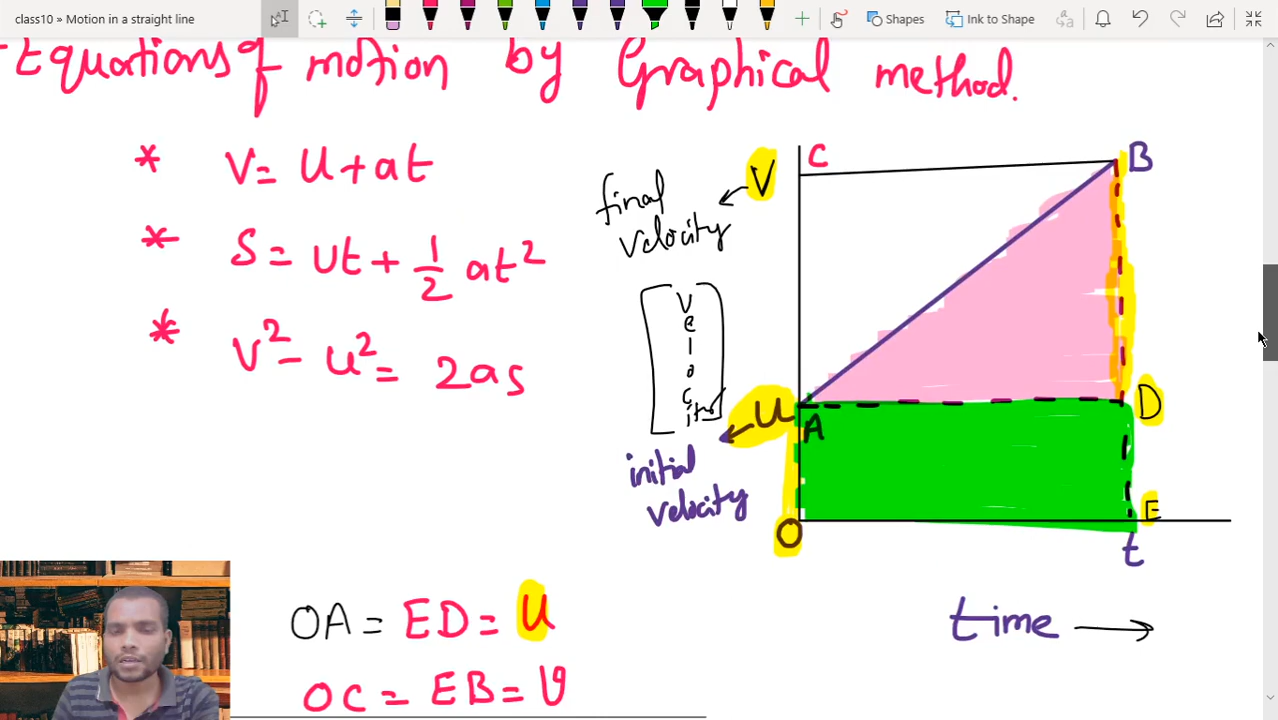 class10 » Motion in a straight line
Shapes
Ink to Shape
Equations of motion by Graphical method.
* V= U+at
* S= ut+ 1/2 at²
* V²- u²= 2as
final velocity
V
C
B
Velocity
U
A
D
initial velocity
O
E
t
time
OA= ED= U
OC= EB= V